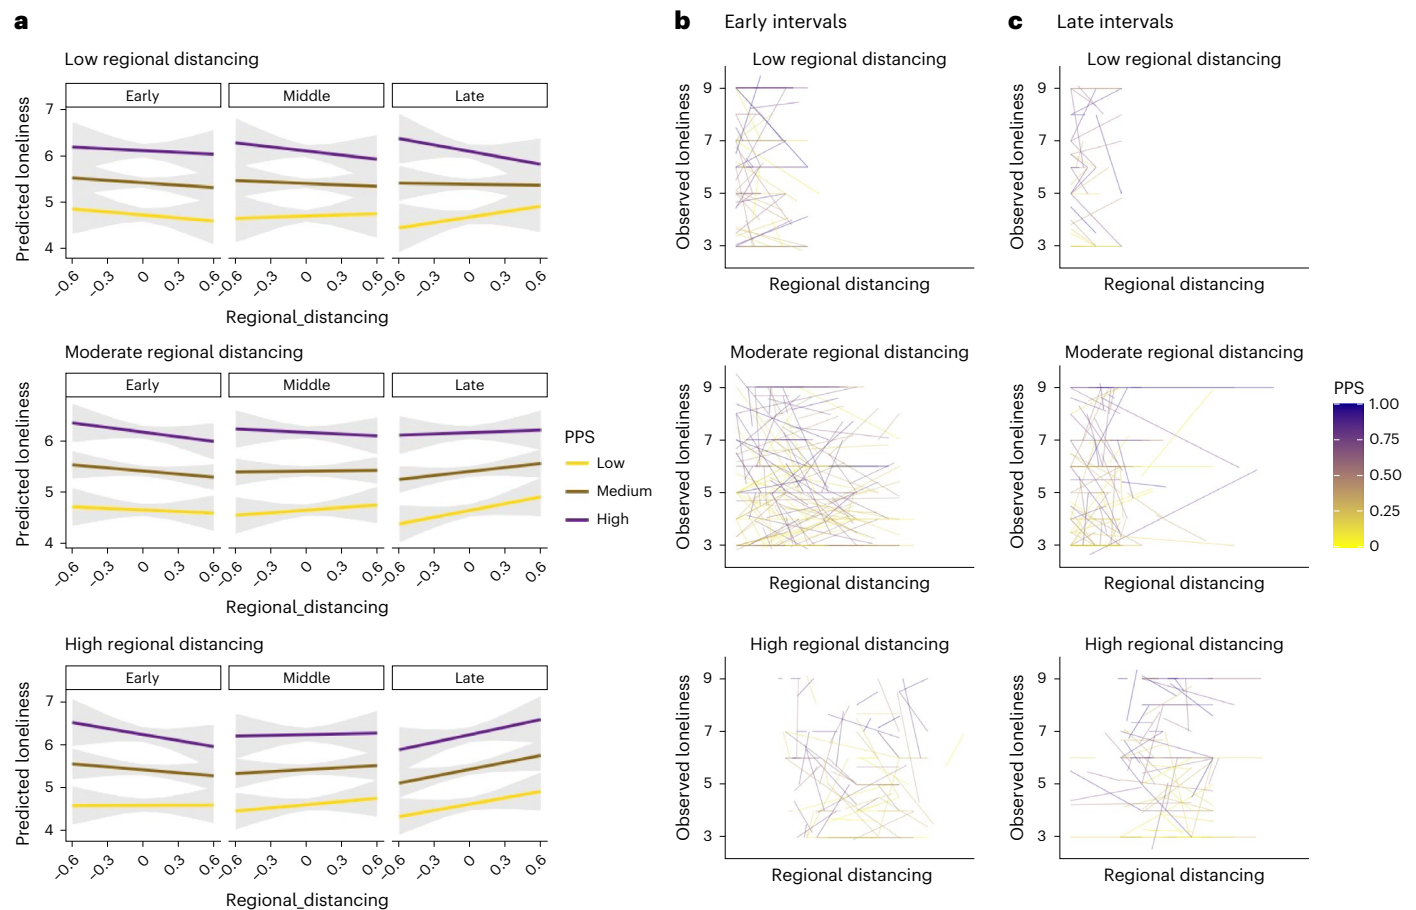 a
Low regional distancing
Early Middle Late
Predicted loneliness
7
6
5
4
−0.6 −0.3 0 0.3 0.6 −0.6 −0.3 0 0.3 0.6 −0.6 −0.3 0 0.3 0.6
Regional_distancing
Moderate regional distancing
Early Middle Late
Predicted loneliness
6
5
4
−0.6 −0.3 0 0.3 0.6 −0.6 −0.3 0 0.3 0.6 −0.6 −0.3 0 0.3 0.6
Regional_distancing
High regional distancing
Early Middle Late
Predicted loneliness
7
6
5
4
−0.6 −0.3 0 0.3 0.6 −0.6 −0.3 0 0.3 0.6 −0.6 −0.3 0 0.3 0.6
Regional_distancing
PPS
Low
Medium
High
b Early intervals
Low regional distancing
Observed loneliness
9
7
5
3
Regional distancing
Moderate regional distancing
Observed loneliness
9
7
5
3
Regional distancing
High regional distancing
Observed loneliness
9
7
5
3
Regional distancing
c Late intervals
Low regional distancing
Observed loneliness
9
7
5
3
Regional distancing
Moderate regional distancing
Observed loneliness
9
7
5
3
Regional distancing
High regional distancing
Observed loneliness
9
7
5
3
Regional distancing
PPS
1.00
0.75
0.50
0.25
0